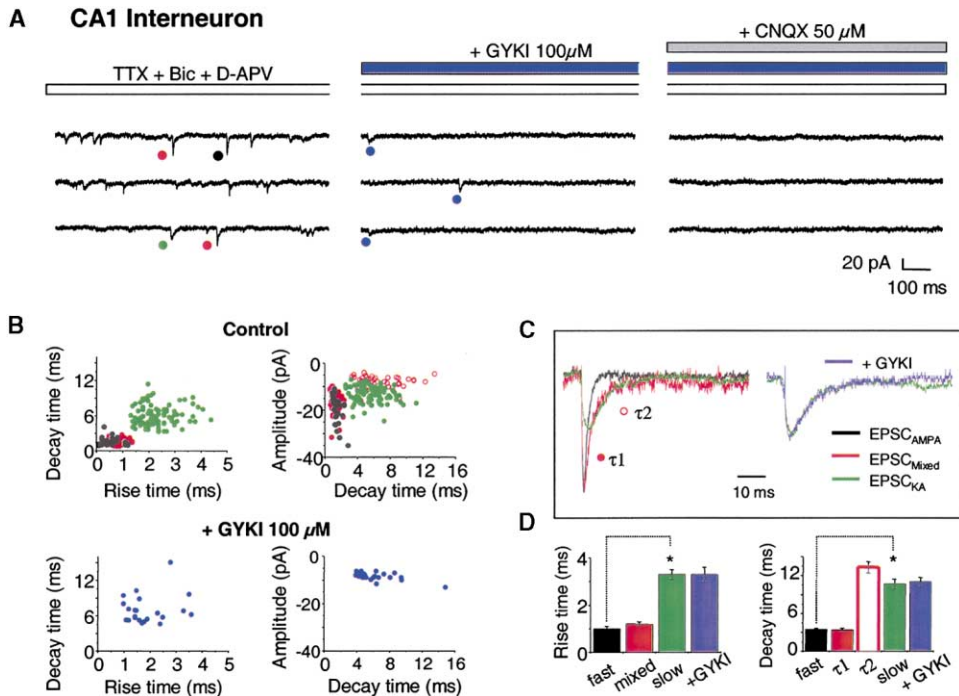 A CA1 Interneuron
TTX + Bic + D-APV
+ GYKI 100μM
+ CNQX 50 μM
20 pA
100 ms
B
Control
Decay time (ms)
12
6
0
0 1 2 3 4 5
Rise time (ms)
Amplitude (pA)
0
-20
-40
0 4 8 12 16
Decay time (ms)
+ GYKI 100 μM
Decay time (ms)
12
6
0
0 1 2 3 4 5
Rise time (ms)
Amplitude (pA)
0
-20
-40
0 4 8 12 16
Decay time (ms)
C
τ2
τ1
+ GYKI
EPSCAMPA
EPSCMixed
EPSCKA
10 ms
D
Rise time (ms)
4
2
0
*
fast mixed slow +GYKI
Decay time (ms)
12
6
0
*
fast τ1 τ2 slow + GYKI